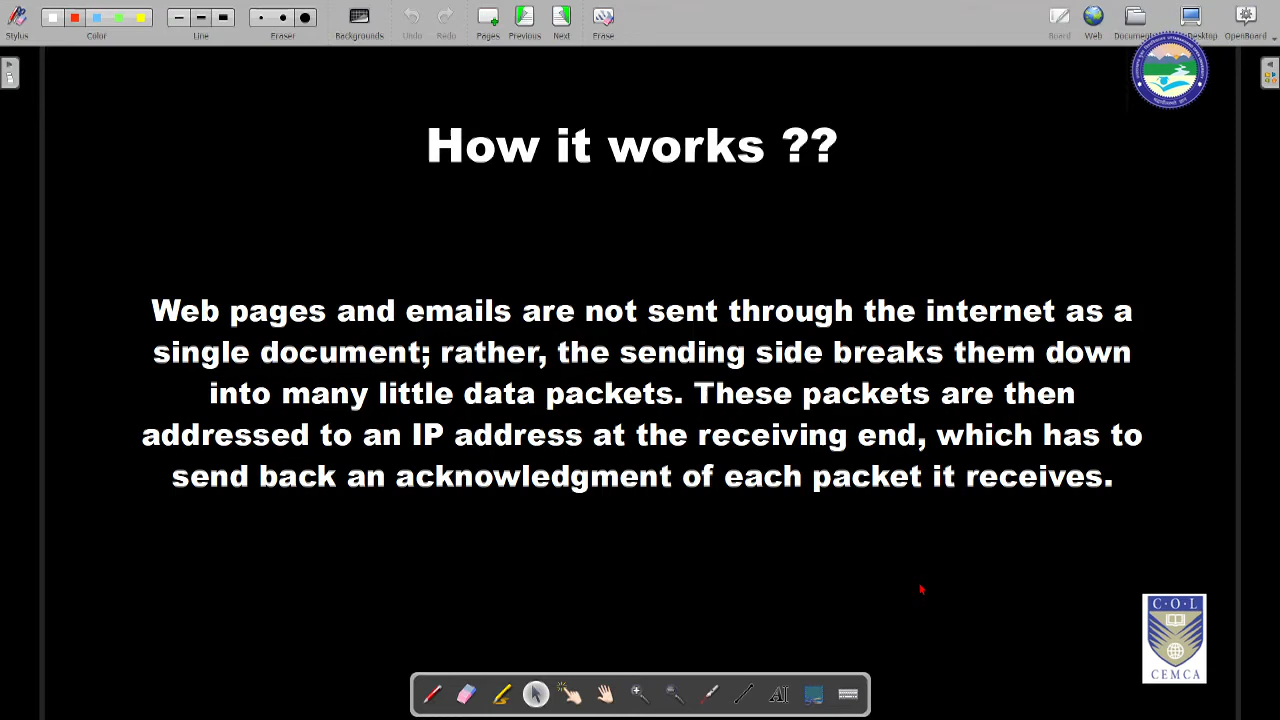 Stylus
Color
Line
Eraser
Backgrounds
Undo
Redo
Pages
Previous
Next
Erase
Board
Web
Desktop
OpenBoard
How it works ??
Web pages and emails are not sent through the internet as a
single document; rather, the sending side breaks them down
into many little data packets. These packets are then
addressed to an IP address at the receiving end, which has to
send back an acknowledgment of each packet it receives.
C·O·L
CEMCA
AI